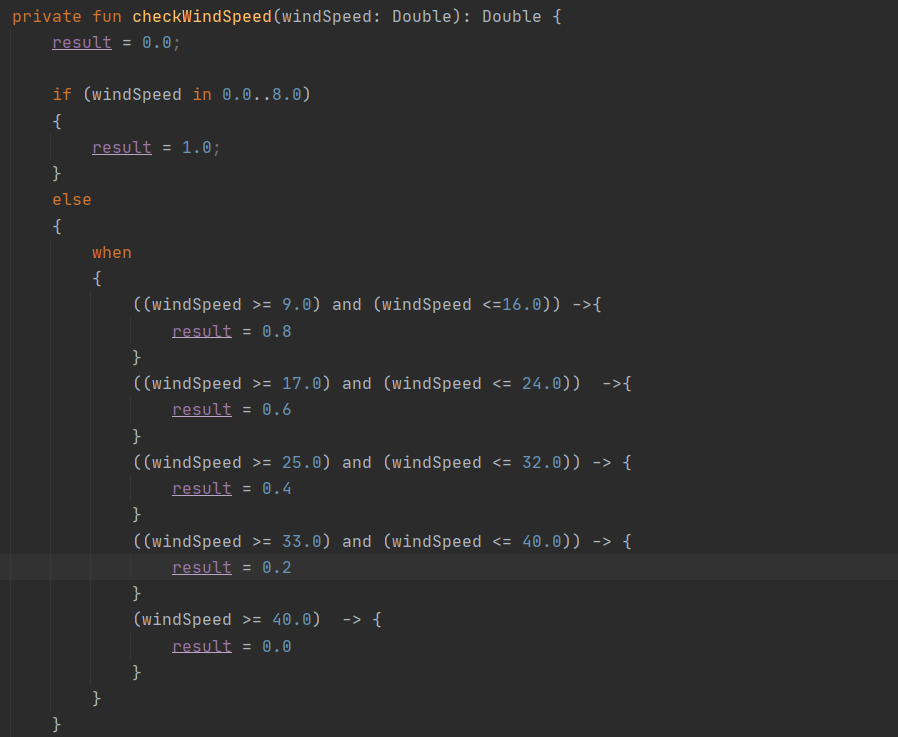 private fun checkWindSpeed(windSpeed: Double): Double {
    result = 0.0;

    if (windSpeed in 0.0..8.0)
    {
        result = 1.0;
    }
    else
    {
        when
        {
            ((windSpeed >= 9.0) and (windSpeed <=16.0)) ->{
                result = 0.8
            }
            ((windSpeed >= 17.0) and (windSpeed <= 24.0))  ->{
                result = 0.6
            }
            ((windSpeed >= 25.0) and (windSpeed <= 32.0)) -> {
                result = 0.4
            }
            ((windSpeed >= 33.0) and (windSpeed <= 40.0)) -> {
                result = 0.2
            }
            (windSpeed >= 40.0)  -> {
                result = 0.0
            }
        }
    }